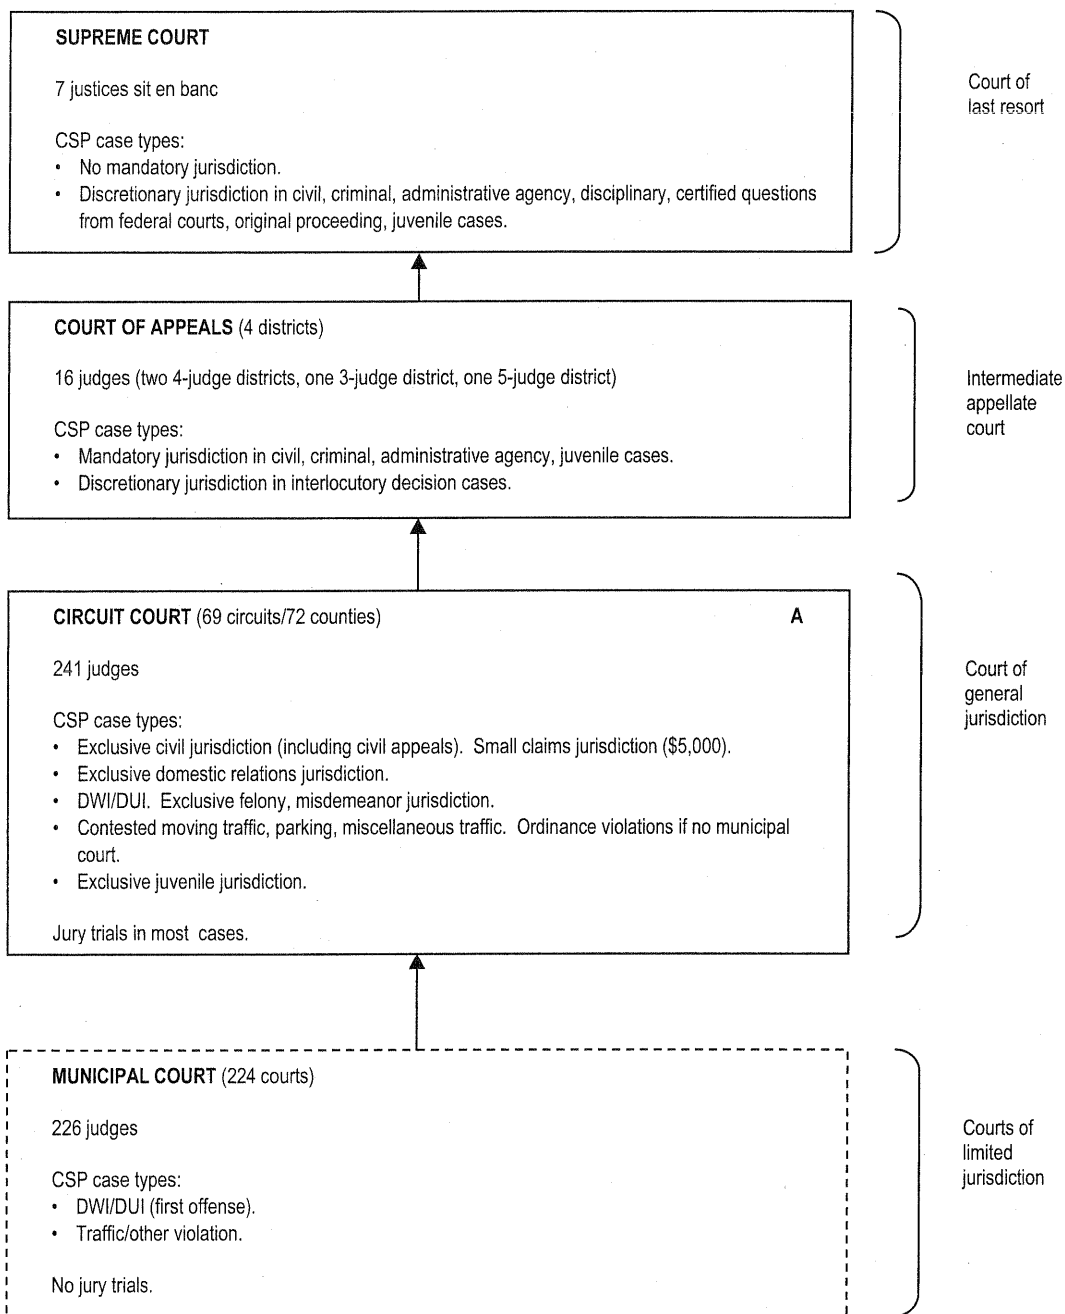 SUPREME COURT
7 justices sit en banc
CSP case types:
• No mandatory jurisdiction.
• Discretionary jurisdiction in civil, criminal, administrative agency, disciplinary, certified questions
from federal courts, original proceeding, juvenile cases.
Court of
last resort
COURT OF APPEALS (4 districts)
16 judges (two 4-judge districts, one 3-judge district, one 5-judge district)
CSP case types:
• Mandatory jurisdiction in civil, criminal, administrative agency, juvenile cases.
• Discretionary jurisdiction in interlocutory decision cases.
Intermediate
appellate
court
CIRCUIT COURT (69 circuits/72 counties) A
241 judges
CSP case types:
• Exclusive civil jurisdiction (including civil appeals). Small claims jurisdiction ($5,000).
• Exclusive domestic relations jurisdiction.
• DWI/DUI. Exclusive felony, misdemeanor jurisdiction.
• Contested moving traffic, parking, miscellaneous traffic. Ordinance violations if no municipal
court.
• Exclusive juvenile jurisdiction.
Jury trials in most cases.
Court of
general
jurisdiction
MUNICIPAL COURT (224 courts)
226 judges
CSP case types:
• DWI/DUI (first offense).
• Traffic/other violation.
No jury trials.
Courts of
limited
jurisdiction